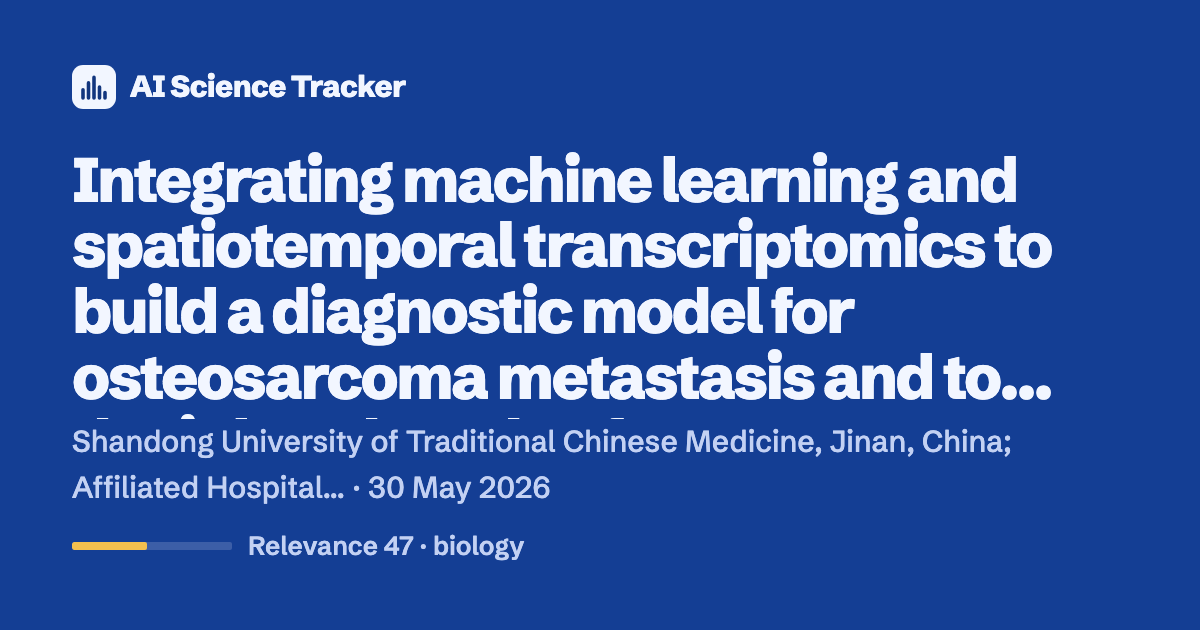 AI Science Tracker
Integrating machine learning and
spatiotemporal transcriptomics to
build a diagnostic model for
osteosarcoma metastasis and to...
Shandong University of Traditional Chinese Medicine, Jinan, China;
Affiliated Hospital... · 30 May 2026
Relevance 47 · biology